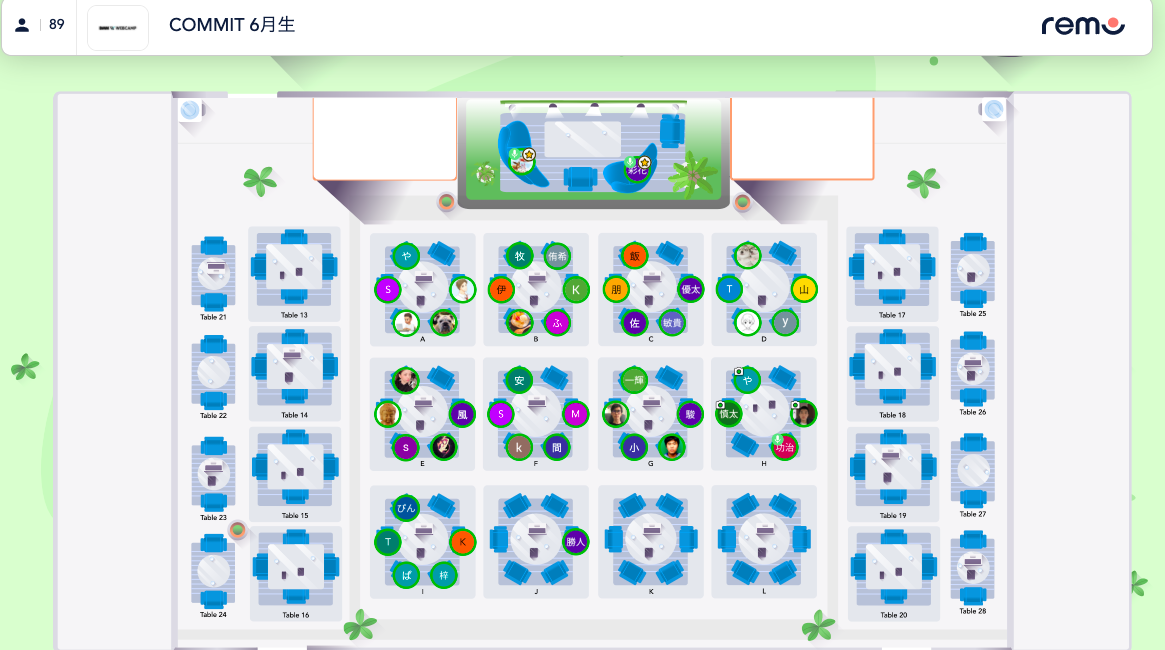 89
WEBCAMP
COMMIT 6月生
remo
彩花
や
牧
侑希
飯
S
伊
K
朋
優太
T
山
ふ
佐
敏貴
y
A
B
C
D
Table 21
Table 13
Table 17
Table 25
安
一輝
や
風
S
M
駿
慎太
s
k
間
小
功治
E
F
G
H
Table 22
Table 14
Table 18
Table 26
びん
T
K
勝人
ぱ
梓
I
J
K
L
Table 23
Table 15
Table 19
Table 27
Table 24
Table 16
Table 20
Table 28